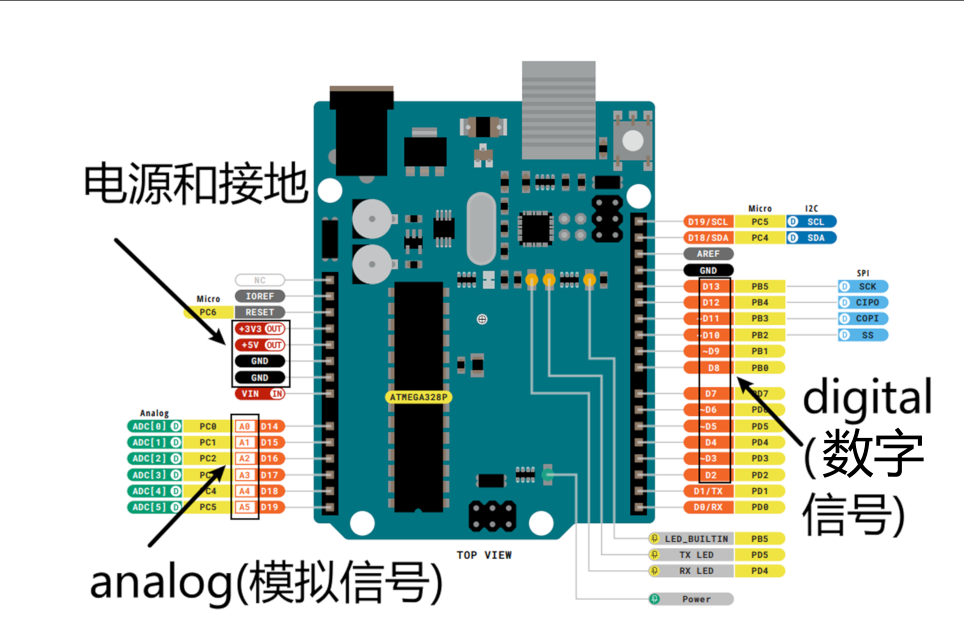 电源和接地
NC
IOREF
Micro
PC6 RESET
+3V3 OUT
+5V OUT
GND
GND
VIN IN
Analog
ADC[0] D PC0 A0 D14
ADC[1] D PC1 A1 D15
ADC[2] D PC2 A2 D16
ADC[3] D A3 D17
ADC[4] D C4 A4 D18
ADC[5] D PC5 A5 D19
analog(模拟信号)
ATMEGA328P
TOP VIEW
Micro I2C
D19/SCL PC5 D SCL
D18/SDA PC4 D SDA
AREF
GND
SPI
D13 PB5 D SCK
D12 PB4 D CIPO
~D11 PB3 D COPI
~D10 PB2 D SS
~D9 PB1
D8 PB0
D7 PD7
~D6 PD6
~D5 PD5
D4 PD4
~D3 PD3
D2 PD2
D1/TX PD1
D0/RX PD0
digital
(数字
信号)
LED_BUILTIN PB5
TX LED PD5
RX LED PD4
Power